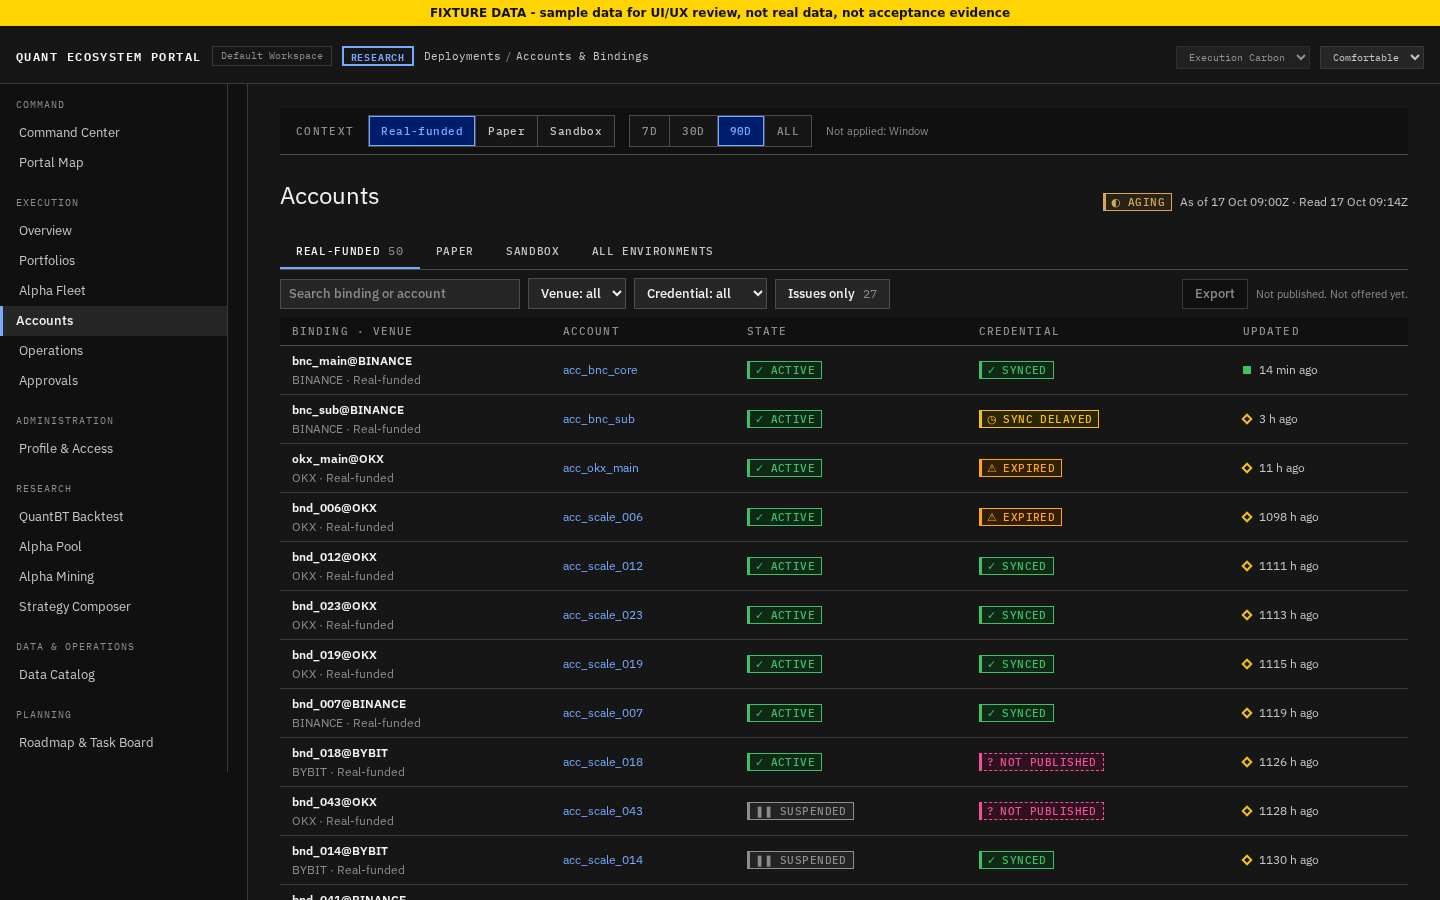 FIXTURE DATA - sample data for UI/UX review, not real data, not acceptance evidence
QUANT ECOSYSTEM PORTAL Default Workspace RESEARCH Deployments / Accounts & Bindings Execution Carbon Comfortable
COMMAND
Command Center
Portal Map
EXECUTION
Overview
Portfolios
Alpha Fleet
Accounts
Operations
Approvals
ADMINISTRATION
Profile & Access
RESEARCH
QuantBT Backtest
Alpha Pool
Alpha Mining
Strategy Composer
DATA & OPERATIONS
Data Catalog
PLANNING
Roadmap & Task Board
CONTEXT Real-funded Paper Sandbox 7D 30D 90D ALL Not applied: Window
Accounts
◐ AGING As of 17 Oct 09:00Z · Read 17 Oct 09:14Z
REAL-FUNDED 50 PAPER SANDBOX ALL ENVIRONMENTS
Search binding or account Venue: all Credential: all Issues only 27 Export Not published. Not offered yet.
BINDING · VENUE ACCOUNT STATE CREDENTIAL UPDATED
bnc_main@BINANCE
BINANCE · Real-funded
acc_bnc_core ✓ ACTIVE ✓ SYNCED 14 min ago
bnc_sub@BINANCE
BINANCE · Real-funded
acc_bnc_sub ✓ ACTIVE ◷ SYNC DELAYED 3 h ago
okx_main@OKX
OKX · Real-funded
acc_okx_main ✓ ACTIVE ⚠ EXPIRED 11 h ago
bnd_006@OKX
OKX · Real-funded
acc_scale_006 ✓ ACTIVE ⚠ EXPIRED 1098 h ago
bnd_012@OKX
OKX · Real-funded
acc_scale_012 ✓ ACTIVE ✓ SYNCED 1111 h ago
bnd_023@OKX
OKX · Real-funded
acc_scale_023 ✓ ACTIVE ✓ SYNCED 1113 h ago
bnd_019@OKX
OKX · Real-funded
acc_scale_019 ✓ ACTIVE ✓ SYNCED 1115 h ago
bnd_007@BINANCE
BINANCE · Real-funded
acc_scale_007 ✓ ACTIVE ✓ SYNCED 1119 h ago
bnd_018@BYBIT
BYBIT · Real-funded
acc_scale_018 ✓ ACTIVE ? NOT PUBLISHED 1126 h ago
bnd_043@OKX
OKX · Real-funded
acc_scale_043 ❚❚ SUSPENDED ? NOT PUBLISHED 1128 h ago
bnd_014@BYBIT
BYBIT · Real-funded
acc_scale_014 ❚❚ SUSPENDED ✓ SYNCED 1130 h ago
bnd_041@BINANCE